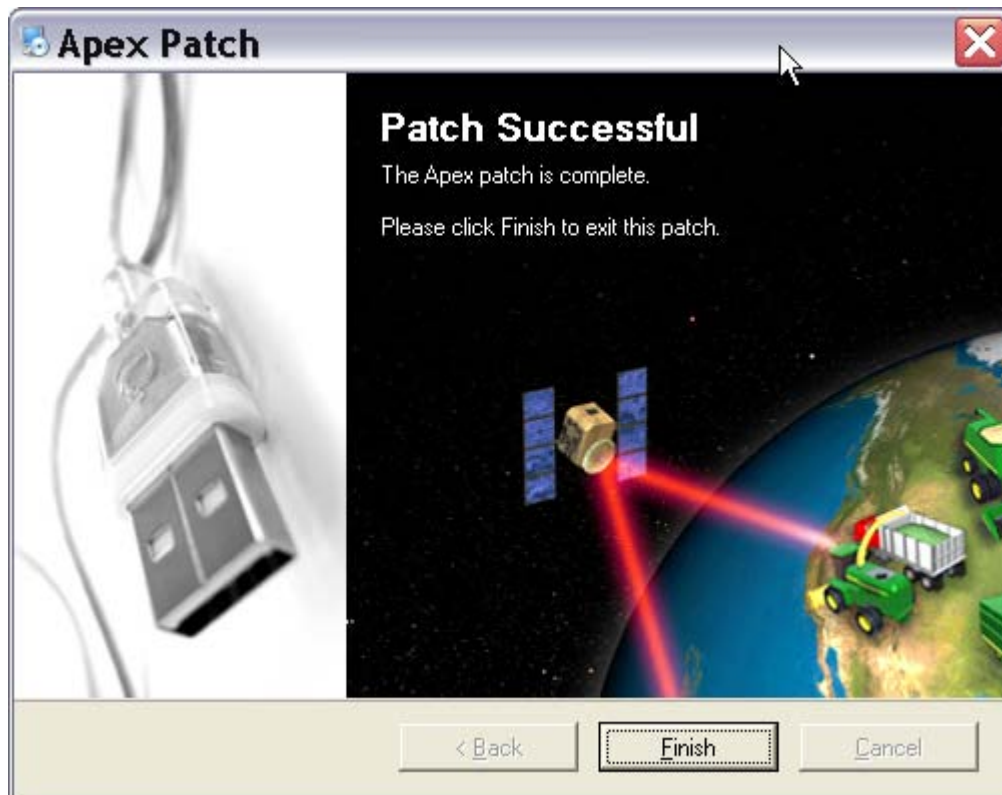 Apex Patch
Patch Successful
The Apex patch is complete.
Please click Finish to exit this patch.
< Back
Finish
Cancel